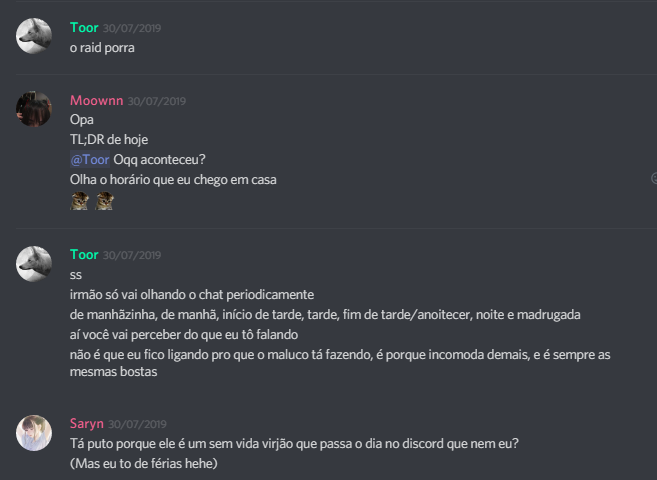 Toor 30/07/2019
o raid porra
Moownn 30/07/2019
Opa
TL;DR de hoje
@Toor Oqq aconteceu?
Olha o horário que eu chego em casa
Toor 30/07/2019
ss
irmão só vai olhando o chat periodicamente
de manhãzinha, de manhã, início de tarde, tarde, fim de tarde/anoitecer, noite e madrugada
aí você vai perceber do que eu tô falando
não é que eu fico ligando pro que o maluco tá fazendo, é porque incomoda demais, e é sempre as
mesmas bostas
Saryn 30/07/2019
Tá puto porque ele é um sem vida virjão que passa o dia no discord que nem eu?
(Mas eu to de férias hehe)